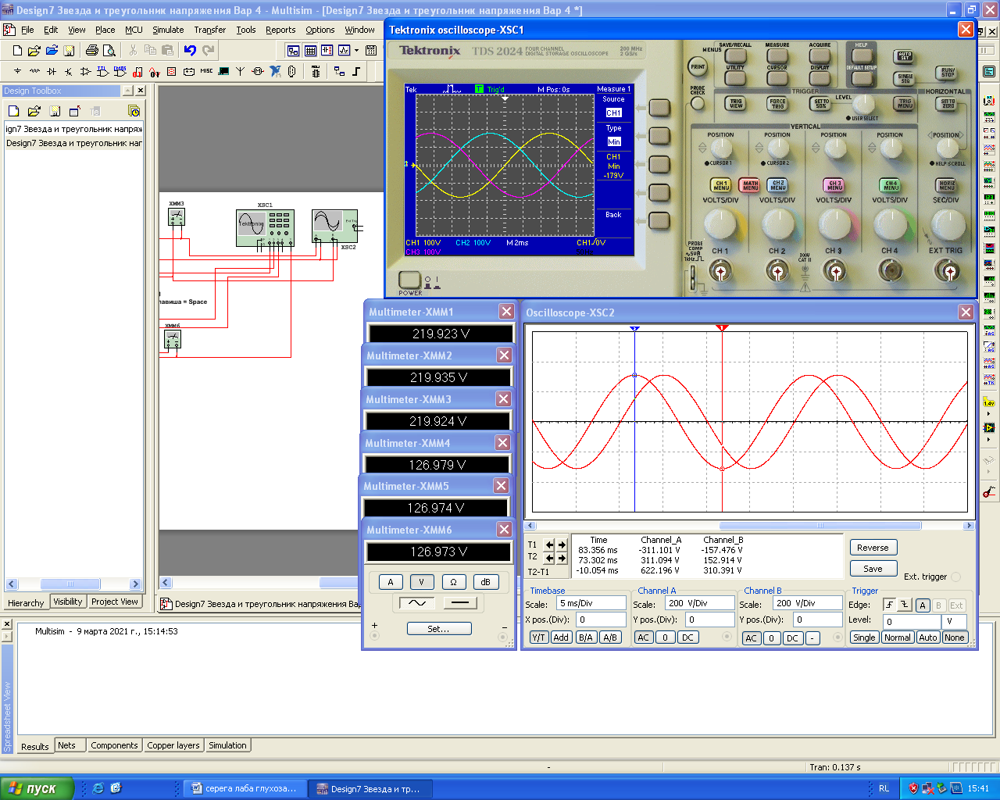 Design7 Звезда и треугольник напряжения Вар 4 - Multisim - [Design7 Звезда и треугольник напряжения Вар 4 *]
File Edit View Place MCU Simulate Transfer Tools Reports Options Window
Design Toolbox
ign7 Звезда и треугольник напряж
Design7 Звезда и треугольник наг
Hierarchy Visibility Project View
XMM3
XSC1
Tektronix
Ext Trig
XSC2
лавиша = Space
XMM6
Design7 Звезда и треугольник напряжения Вар
Tektronix oscilloscope-XSC1
Tektronix TDS 2024 FOUR CHANNEL DIGITAL STORAGE OSCILLOSCOPE 200 MHz 2 GS/s
Tek T Trig'd M Pos: 0s Measure 1
Source
CH1
Type
Min
CH1
Min
-179V
Back
CH1 100V CH2 100V M 2ms CH1/0V
CH3 100V
POWER
MENUS SAVE/RECALL MEASURE ACQUIRE HELP AUTO SET
PRINT UTILITY CURSOR DISPLAY DEFAULT SETUP SINGLE SEQ RUN/STOP
PROBE CHECK TRIGGER LEVEL HORIZONTAL
TRIG VIEW FORCE TRIG SET TO 50% USER SELECT TRIG MENU SET TO ZERO
VERTICAL
POSITION POSITION POSITION POSITION POSITION
CURSOR 1 CURSOR 2 HELP SCROLL
CH 1 MENU MATH MENU CH 2 MENU CH 3 MENU CH4 MENU HORIZ MENU
VOLTS/DIV VOLTS/DIV VOLTS/DIV VOLTS/DIV SEC/DIV
PROBE COMP ~5V 1kHz
CH 1 CH 2 300V CAT II CH 3 CH 4 EXT TRIG
Multimeter-XMM1
219.923 V
Multimeter-XMM2
219.935 V
Multimeter-XMM3
219.924 V
Multimeter-XMM4
126.979 V
Multimeter-XMM5
126.974 V
Multimeter-XMM6
126.973 V
A V Ω dB
+ Set... -
Oscilloscope-XSC2
Time Channel_A Channel_B
T1 83.356 ms -311.101 V -157.476 V
T2 73.302 ms 311.094 V 152.914 V
T2-T1 -10.054 ms 622.196 V 310.391 V
Reverse
Save
Ext. trigger
Timebase Channel A Channel B Trigger
Scale: 5 ms/Div Scale: 200 V/Div Scale: 200 V/Div Edge: A B Ext
X pos.(Div): 0 Y pos.(Div): 0 Y pos.(Div): 0 Level: 0 V
Y/T Add B/A A/B AC 0 DC AC 0 DC - Single Normal Auto None
Multisim - 9 марта 2021 г., 15:14:53
Spreadsheet View
Results Nets Components Copper layers Simulation
- Tran: 0.137 s
пуск серега лаба глухоза... Design7 Звезда и тр... RL 15:41